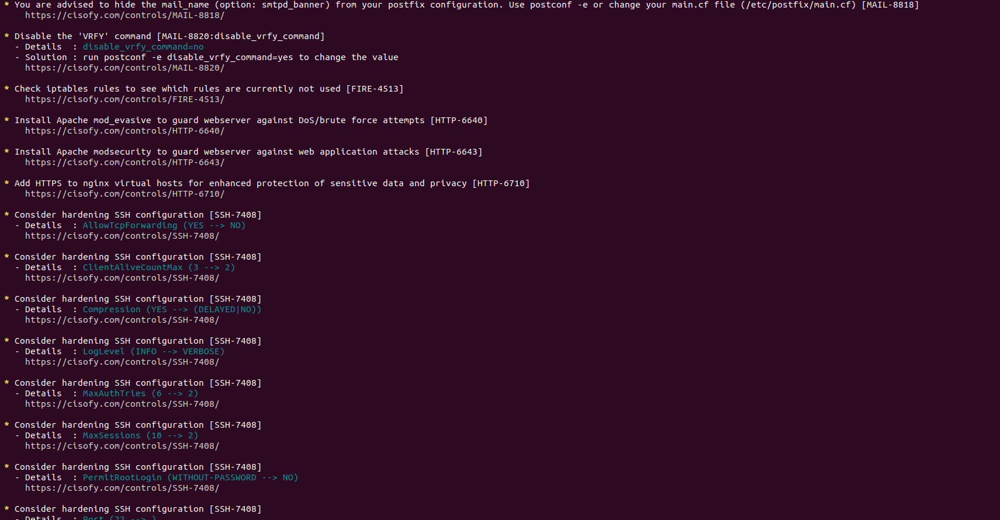 * You are advised to hide the mail_name (option: smtpd_banner) from your postfix configuration. Use postconf -e or change your main.cf file (/etc/postfix/main.cf) [MAIL-8818]
https://cisofy.com/controls/MAIL-8818/
* Disable the 'VRFY' command [MAIL-8820:disable_vrfy_command]
- Details  : disable_vrfy_command=no
- Solution : run postconf -e disable_vrfy_command=yes to change the value
https://cisofy.com/controls/MAIL-8820/
* Check iptables rules to see which rules are currently not used [FIRE-4513]
https://cisofy.com/controls/FIRE-4513/
* Install Apache mod_evasive to guard webserver against DoS/brute force attempts [HTTP-6640]
https://cisofy.com/controls/HTTP-6640/
* Install Apache modsecurity to guard webserver against web application attacks [HTTP-6643]
https://cisofy.com/controls/HTTP-6643/
* Add HTTPS to nginx virtual hosts for enhanced protection of sensitive data and privacy [HTTP-6710]
https://cisofy.com/controls/HTTP-6710/
* Consider hardening SSH configuration [SSH-7408]
- Details  : AllowTcpForwarding (YES --> NO)
https://cisofy.com/controls/SSH-7408/
* Consider hardening SSH configuration [SSH-7408]
- Details  : ClientAliveCountMax (3 --> 2)
https://cisofy.com/controls/SSH-7408/
* Consider hardening SSH configuration [SSH-7408]
- Details  : Compression (YES --> (DELAYED|NO))
https://cisofy.com/controls/SSH-7408/
* Consider hardening SSH configuration [SSH-7408]
- Details  : LogLevel (INFO --> VERBOSE)
https://cisofy.com/controls/SSH-7408/
* Consider hardening SSH configuration [SSH-7408]
- Details  : MaxAuthTries (6 --> 2)
https://cisofy.com/controls/SSH-7408/
* Consider hardening SSH configuration [SSH-7408]
- Details  : MaxSessions (10 --> 2)
https://cisofy.com/controls/SSH-7408/
* Consider hardening SSH configuration [SSH-7408]
- Details  : PermitRootLogin (WITHOUT-PASSWORD --> NO)
https://cisofy.com/controls/SSH-7408/
* Consider hardening SSH configuration [SSH-7408]
- Details  : Port (22 --> )